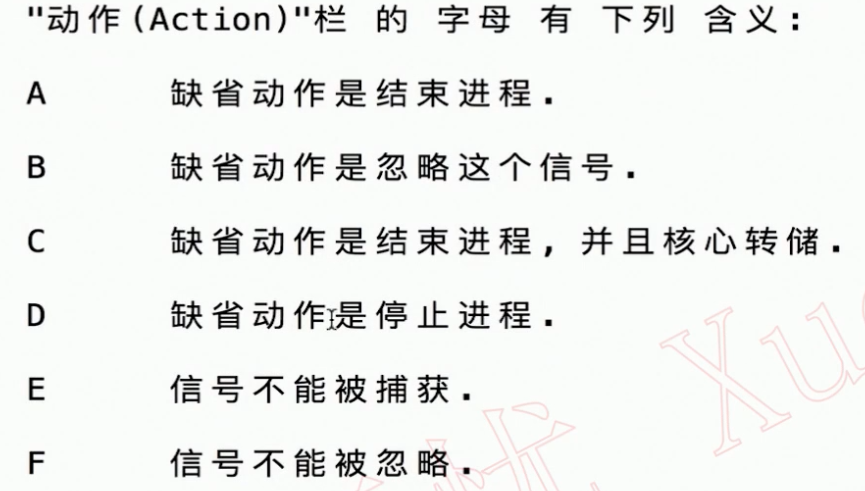 "动作(Action)"栏 的 字母 有 下列 含义:
A 缺省动作是结束进程.
B 缺省动作是忽略这个信号.
C 缺省动作是结束进程, 并且核心转储.
D 缺省动作是停止进程.
E 信号不能被捕获.
F 信号不能被忽略.